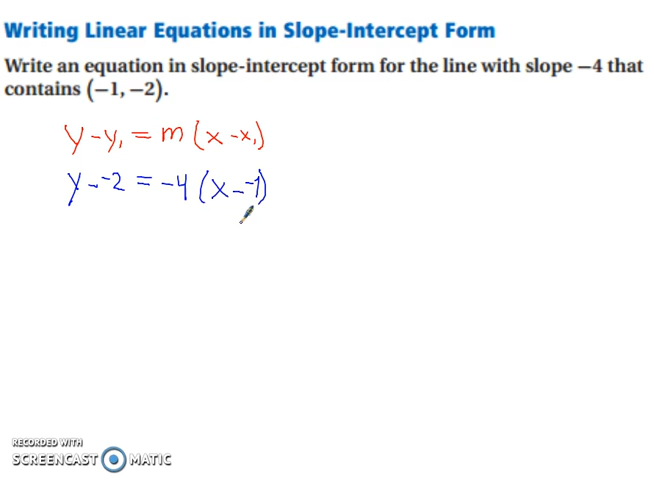 Writing Linear Equations in Slope-Intercept Form
Write an equation in slope-intercept form for the line with slope −4 that
contains (−1, −2).
y - y₁ = m (x - x₁)
y - -2 = -4 (x - -1)
RECORDED WITH
SCREENCAST MATIC